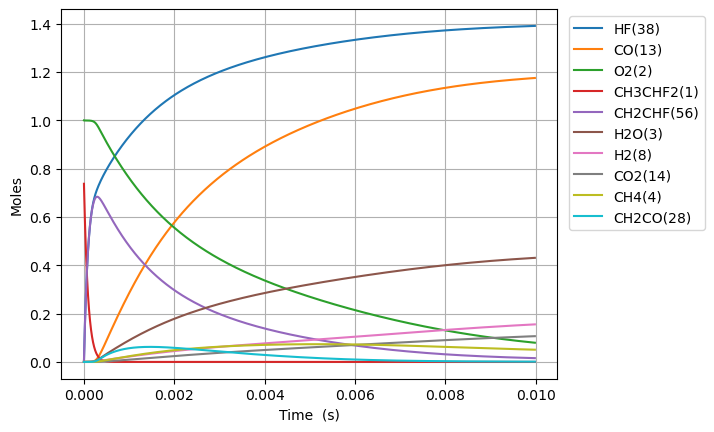 1.4
1.2
1.0
0.8
0.6
0.4
0.2
0.0
Moles
0.000
0.002
0.004
0.006
0.008
0.010
Time  (s)
HF(38)
CO(13)
O2(2)
CH3CHF2(1)
CH2CHF(56)
H2O(3)
H2(8)
CO2(14)
CH4(4)
CH2CO(28)